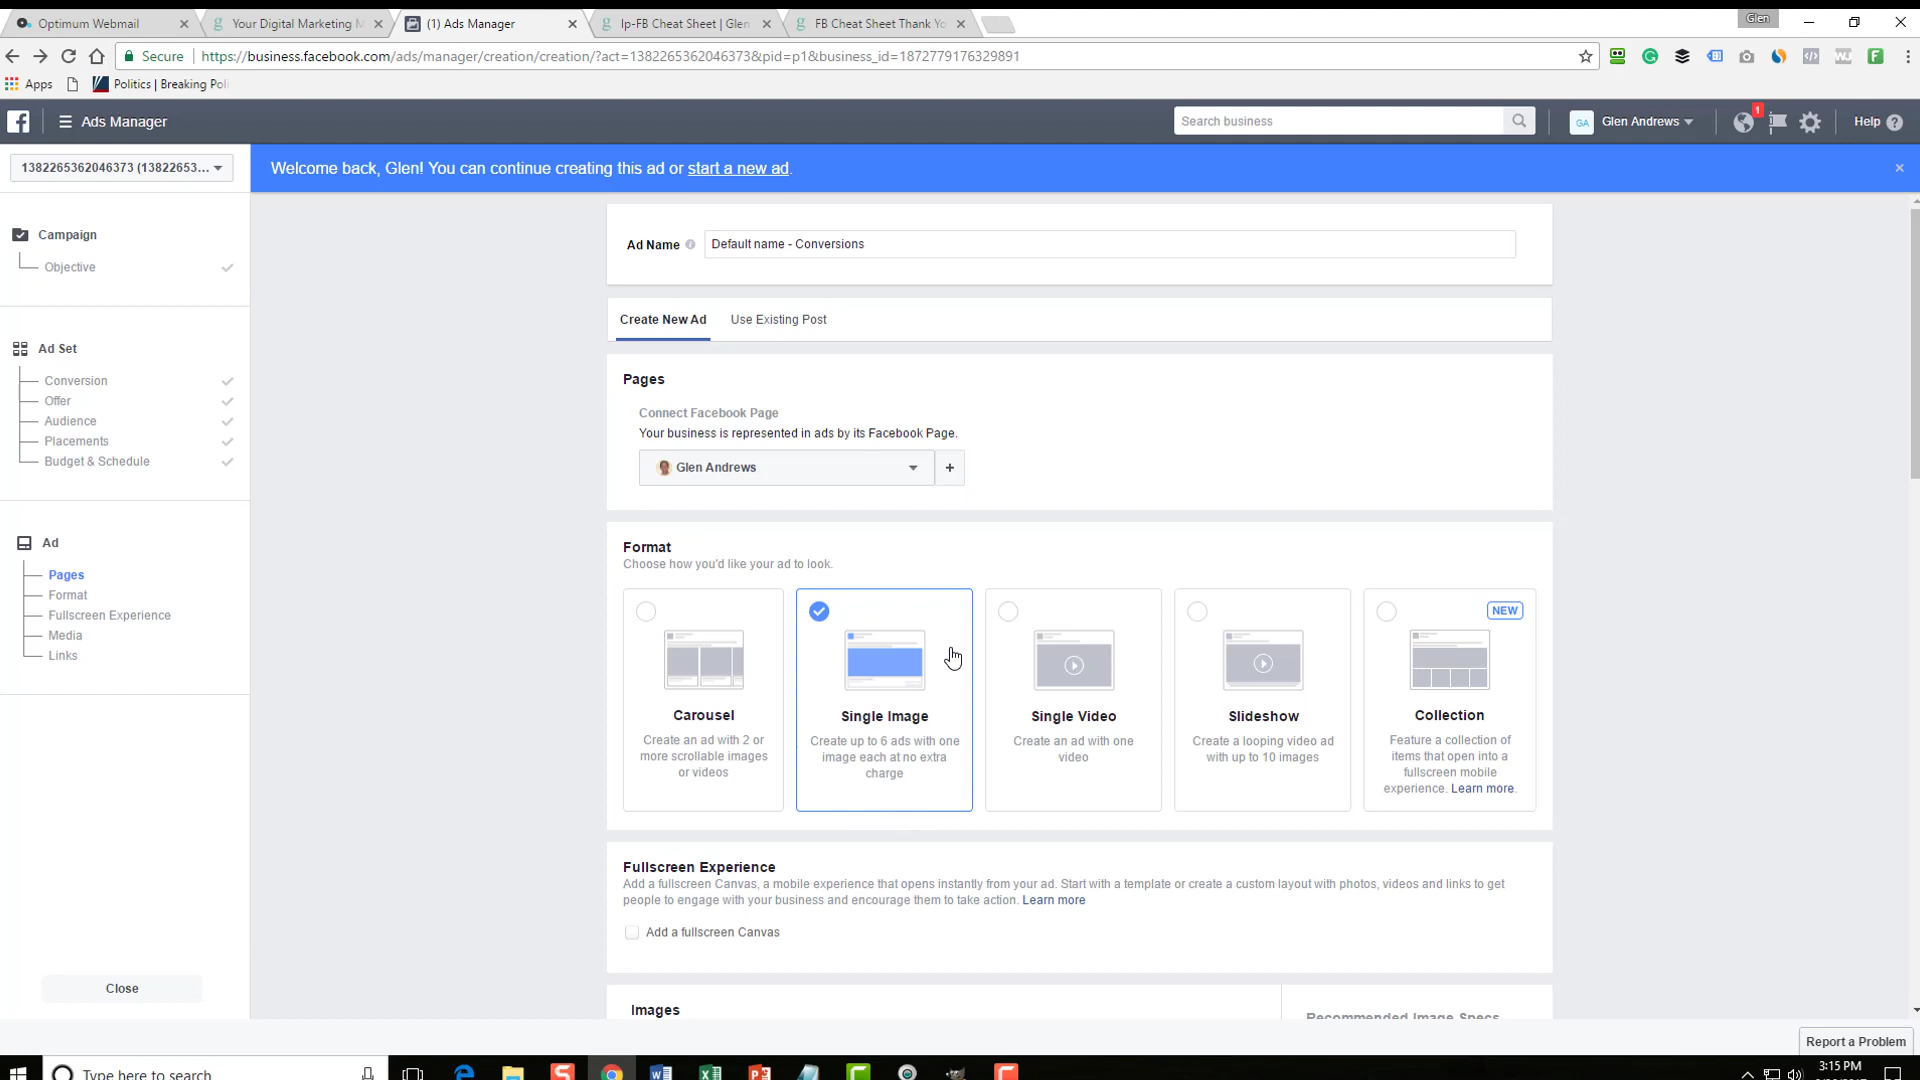 Optimum Webmail
Your Digital Marketing M
(1) Ads Manager
lp-FB Cheat Sheet | Glen
FB Cheat Sheet Thank Yo
Glen
Secure
https://business.facebook.com/ads/manager/creation/creation/?act=1382265362046373&pid=p1&business_id=1872779176329891
Apps
Politics | Breaking Poli
Ads Manager
Search business
GA
Glen Andrews
1
Help
1382265362046373 (13822653...
Welcome back, Glen! You can continue creating this ad or start a new ad.
Campaign
Objective
Ad Set
Conversion
Offer
Audience
Placements
Budget & Schedule
Ad
Pages
Format
Fullscreen Experience
Media
Links
Close
Ad Name
Default name - Conversions
Create New Ad
Use Existing Post
Pages
Connect Facebook Page
Your business is represented in ads by its Facebook Page.
Glen Andrews
+
Format
Choose how you'd like your ad to look.
Carousel
Create an ad with 2 or
more scrollable images
or videos
Single Image
Create up to 6 ads with one
image each at no extra
charge
Single Video
Create an ad with one
video
Slideshow
Create a looping video ad
with up to 10 images
NEW
Collection
Feature a collection of
items that open into a
fullscreen mobile
experience. Learn more.
Fullscreen Experience
Add a fullscreen Canvas, a mobile experience that opens instantly from your ad. Start with a template or create a custom layout with photos, videos and links to get
people to engage with your business and encourage them to take action. Learn more
Add a fullscreen Canvas
Images
Recommended Image Specs
Report a Problem
Type here to search
3:15 PM